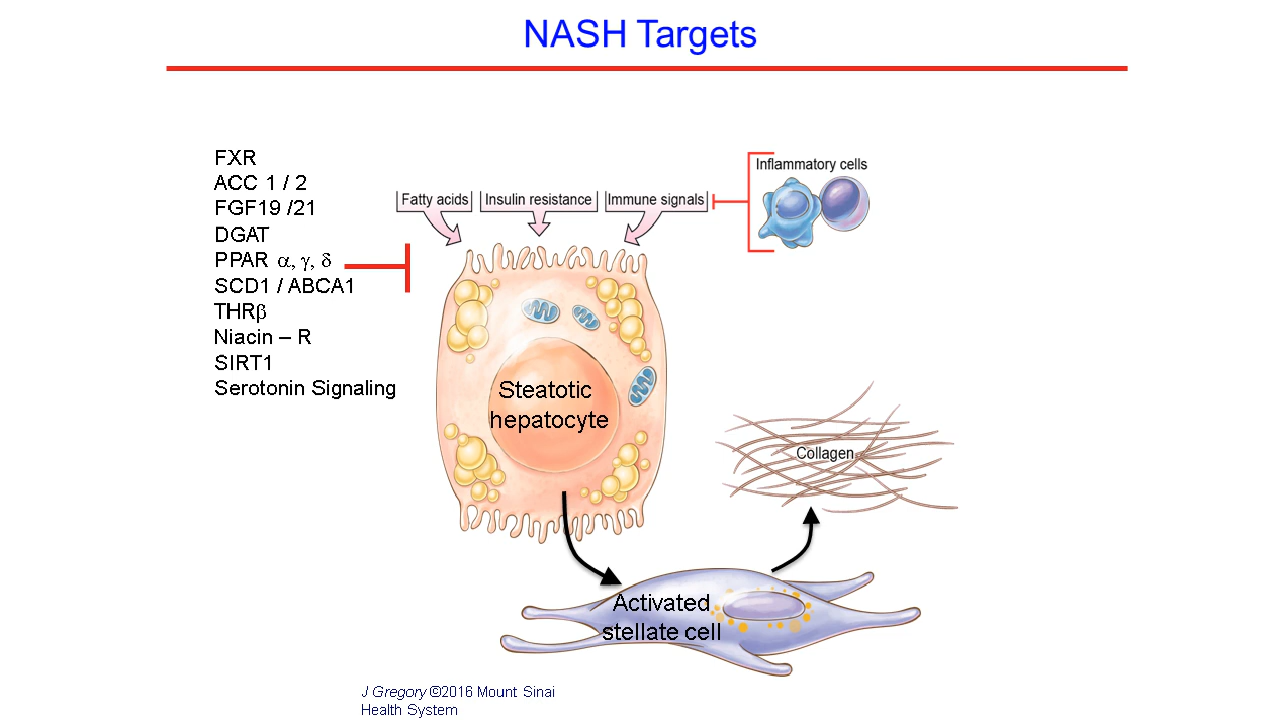 NASH Targets
FXR
ACC 1 / 2
FGF19 /21
DGAT
PPAR α, γ, δ
SCD1 / ABCA1
THRβ
Niacin – R
SIRT1
Serotonin Signaling
Fatty acids
Insulin resistance
Immune signals
Inflammatory cells
Steatotic
hepatocyte
Collagen
Activated
stellate cell
J Gregory ©2016 Mount Sinai
Health System